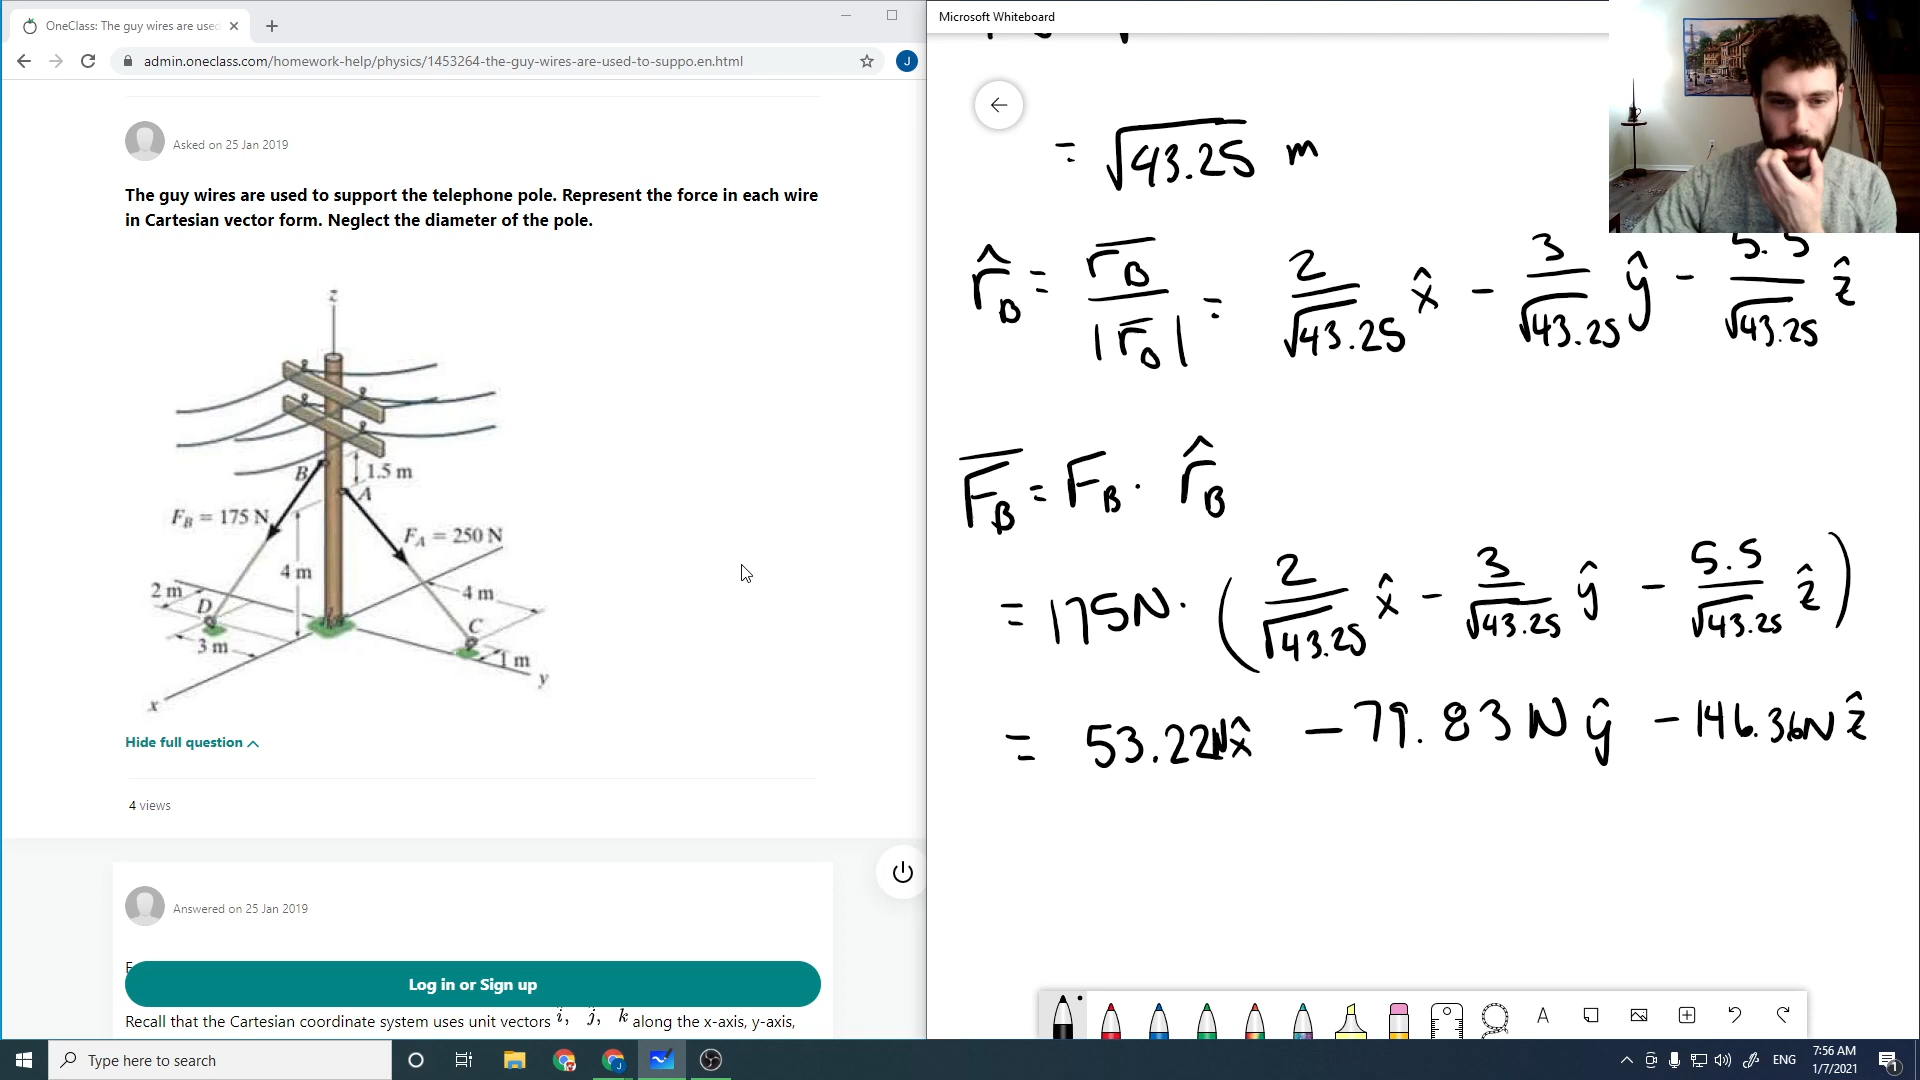 OneClass: The guy wires are used
admin.oneclass.com/homework-help/physics/1453264-the-guy-wires-are-used-to-suppo.en.html
J
Asked on 25 Jan 2019
The guy wires are used to support the telephone pole. Represent the force in each wire
in Cartesian vector form. Neglect the diameter of the pole.
z
B
1.5 m
A
F_B = 175 N
F_A = 250 N
4 m
2 m
4 m
D
C
3 m
1 m
y
x
Hide full question
4 views
Answered on 25 Jan 2019
Log in or Sign up
Recall that the Cartesian coordinate system uses unit vectors i, j, k along the x-axis, y-axis,
Microsoft Whiteboard
= √43.25 m
r̂_B = r̄_B / |r̄_B| = 2/√43.25 x̂ − 3/√43.25 ŷ − 5.5/√43.25 ẑ
F̄_B = F_B · r̂_B
= 175N · (2/√43.25 x̂ − 3/√43.25 ŷ − 5.5/√43.25 ẑ)
= 53.22N x̂ − 79.83 N ŷ − 146.36N ẑ
A
Type here to search
J
ENG
7:56 AM
1/7/2021
1